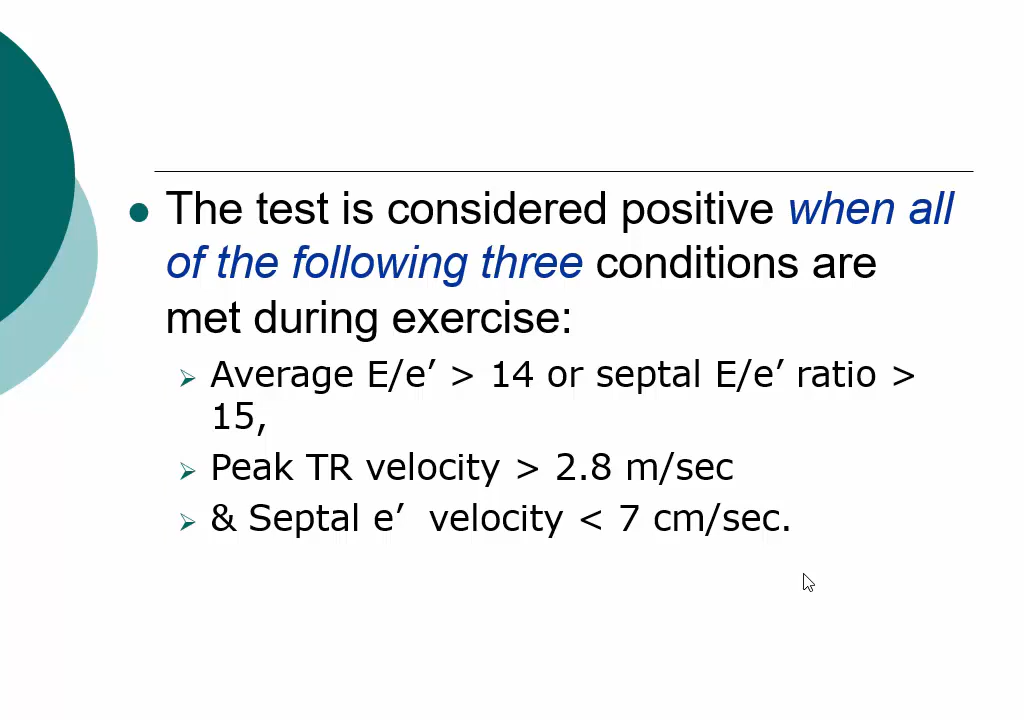 The test is considered positive when all
of the following three conditions are
met during exercise:
Average E/e’ > 14 or septal E/e’ ratio >
15,
Peak TR velocity > 2.8 m/sec
& Septal e’  velocity < 7 cm/sec.